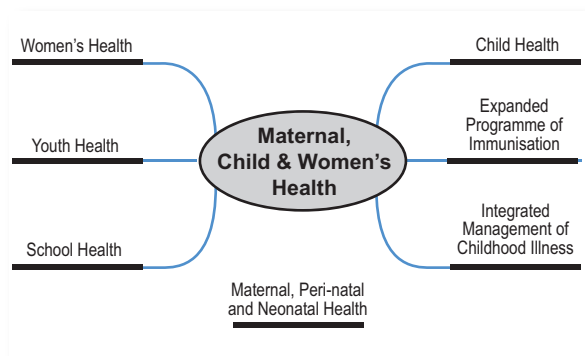 Women's Health
Youth Health
School Health
Maternal,
Child & Women's
Health
Maternal, Peri-natal
and Neonatal Health
Child Health
Expanded
Programme of
Immunisation
Integrated
Management of
Childhood Illness